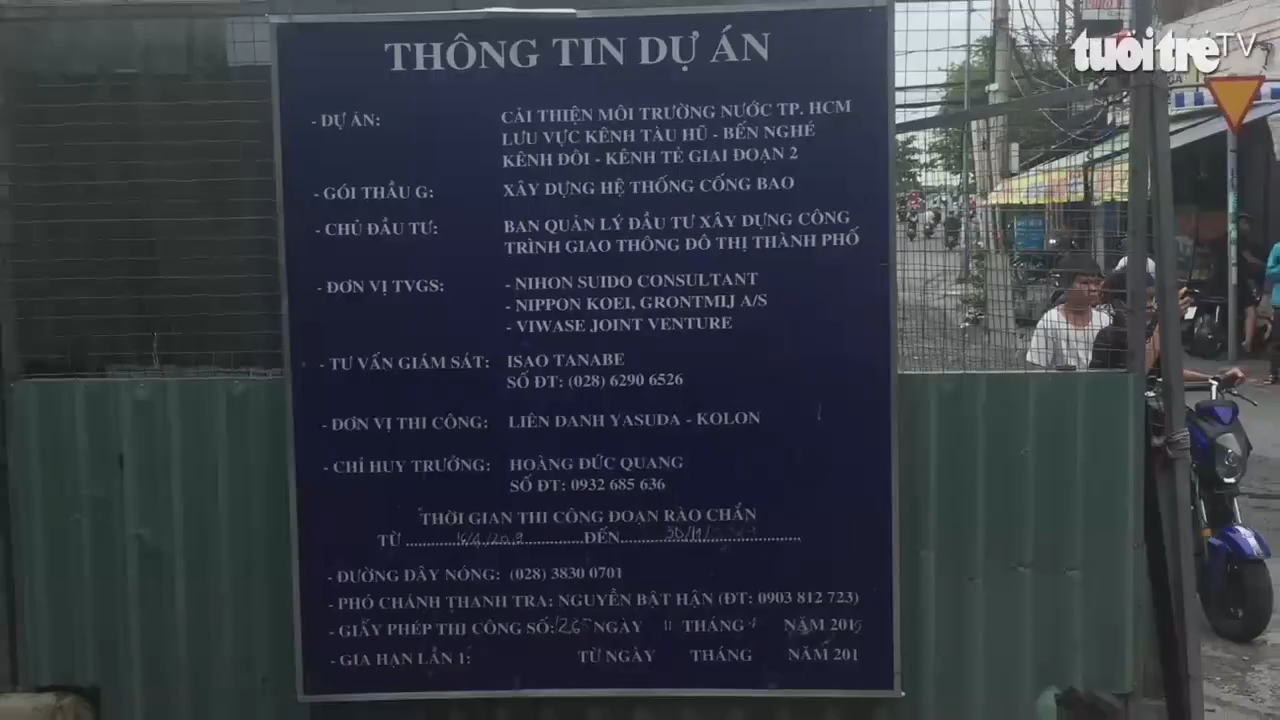 tuổi trẻ TV
THÔNG TIN DỰ ÁN
- DỰ ÁN: CẢI THIỆN MÔI TRƯỜNG NƯỚC TP. HCM
LƯU VỰC KÊNH TÀU HŨ - BẾN NGHÉ
KÊNH ĐÔI - KÊNH TẺ GIAI ĐOẠN 2
- GÓI THẦU G: XÂY DỰNG HỆ THỐNG CỐNG BAO
- CHỦ ĐẦU TƯ: BAN QUẢN LÝ ĐẦU TƯ XÂY DỰNG CÔNG
TRÌNH GIAO THÔNG ĐÔ THỊ THÀNH PHỐ
- ĐƠN VỊ TVGS: - NIHON SUIDO CONSULTANT
- NIPPON KOEI, GRONTMIJ A/S
- VIWASE JOINT VENTURE
- TƯ VẤN GIÁM SÁT: ISAO TANABE
SỐ ĐT: (028) 6290 6526
- ĐƠN VỊ THI CÔNG: LIÊN DANH YASUDA - KOLON
- CHỈ HUY TRƯỞNG: HOÀNG ĐỨC QUANG
SỐ ĐT: 0932 685 636
THỜI GIAN THI CÔNG ĐOẠN RÀO CHẮN
TỪ ĐẾN
- ĐƯỜNG DÂY NÓNG: (028) 3830 0701
- PHÓ CHÁNH THANH TRA: NGUYỄN BẬT HẬN (ĐT: 0903 812 723)
- GIẤY PHÉP THI CÔNG SỐ: NGÀY 11 THÁNG NĂM 2019
- GIA HẠN LẦN 1: TỪ NGÀY THÁNG NĂM 201